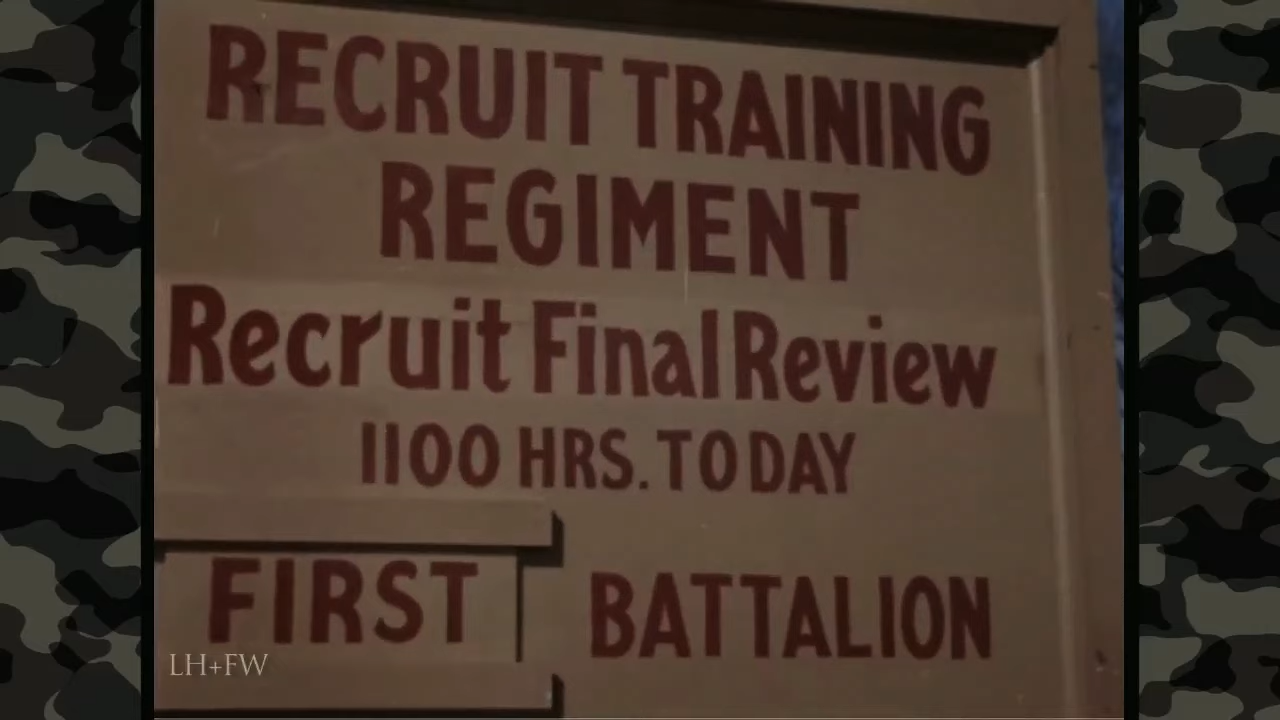 RECRUIT TRAINING
REGIMENT
Recruit Final Review
1100 HRS. TODAY
FIRST BATTALION
LH+FW